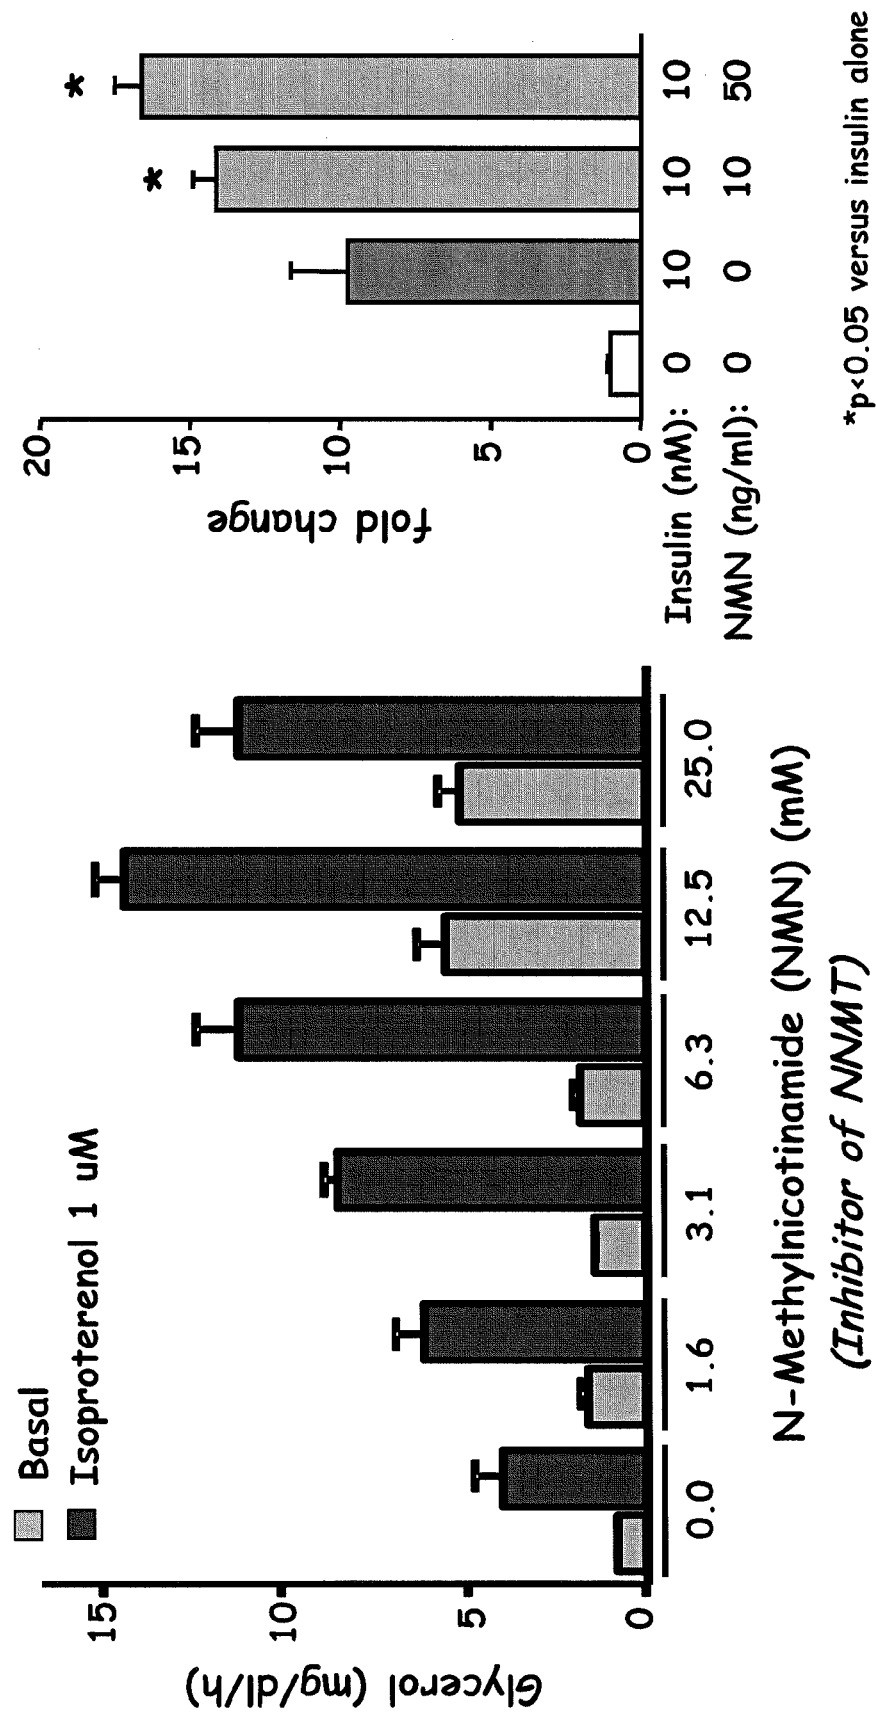 Basal
Isoproterenol 1 uM
Glycerol (mg/dl/h)
15
10
5
0
0.0 1.6 3.1 6.3 12.5 25.0
N-Methylnicotinamide (NMN) (mM)
(Inhibitor of NNMT)
fold change
20
15
10
5
0
* *
Insulin (nM): 0 10 10 10
NMN (ng/ml): 0 0 10 50
*p<0.05 versus insulin alone